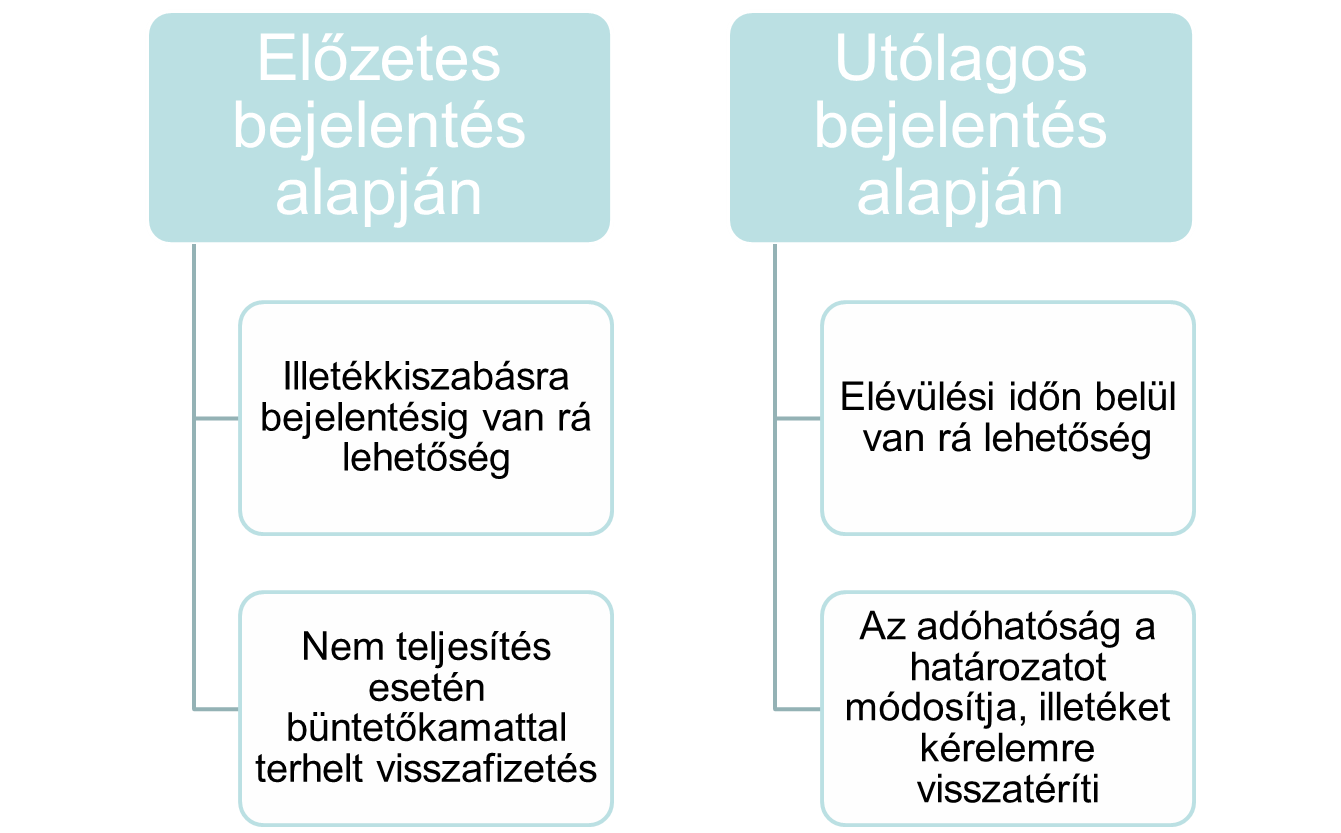 Előzetes
bejelentés
alapján
Illetékkiszabásra
bejelentésig van rá
lehetőség
Nem teljesítés
esetén
büntetőkamattal
terhelt visszafizetés
Utólagos
bejelentés
alapján
Elévülési időn belül
van rá lehetőség
Az adóhatóság a
határozatot
módosítja, illetéket
kérelemre
visszatéríti